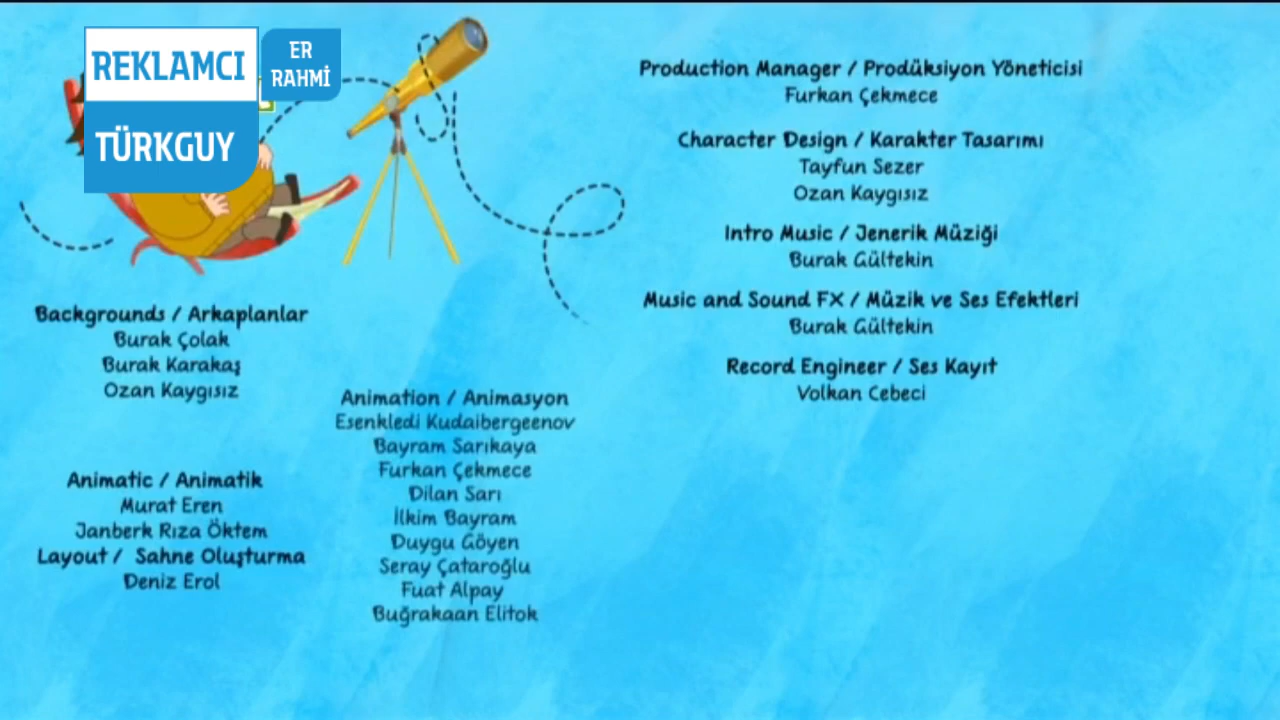 REKLAMCI
TÜRKGUY
ER
RAHMİ
Backgrounds / Arkaplanlar
Burak Çolak
Burak Karakaş
Ozan Kaygısız
Animatic / Animatik
Murat Eren
Janberk Rıza Öktem
Layout / Sahne Oluşturma
Deniz Erol
Animation / Animasyon
Esenkledi Kudaibergeenov
Bayram Sarıkaya
Furkan Çekmece
Dilan Sarı
İlkim Bayram
Duygu Göyen
Seray Çataroğlu
Fuat Alpay
Buğrakaan Elitok
Production Manager / Prodüksiyon Yöneticisi
Furkan Çekmece
Character Design / Karakter Tasarımı
Tayfun Sezer
Ozan Kaygısız
Intro Music / Jenerik Müziği
Burak Gültekin
Music and Sound FX / Müzik ve Ses Efektleri
Burak Gültekin
Record Engineer / Ses Kayıt
Volkan Cebeci